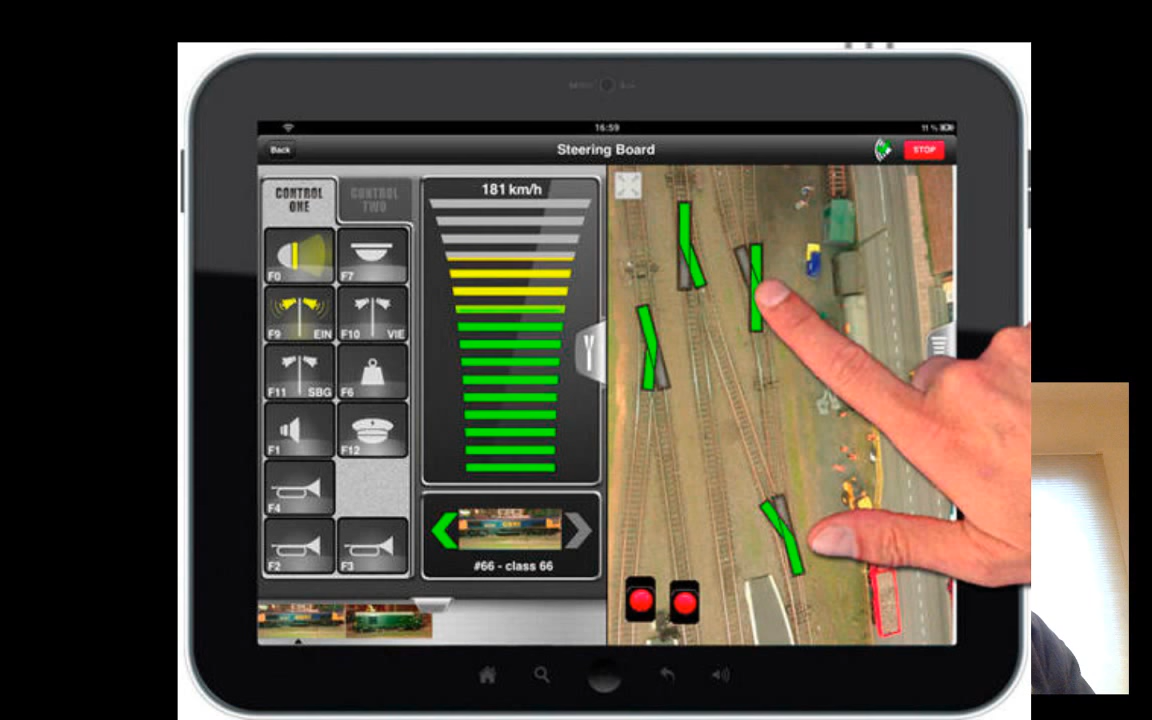 16:59
11 %
Back
Steering Board
STOP
CONTROL ONE
CONTROL TWO
181 km/h
F0
F7
F9 EIN
F10 VIE
F11 SBG
F6
F1
F12
F4
F2
F3
#66 - class 66